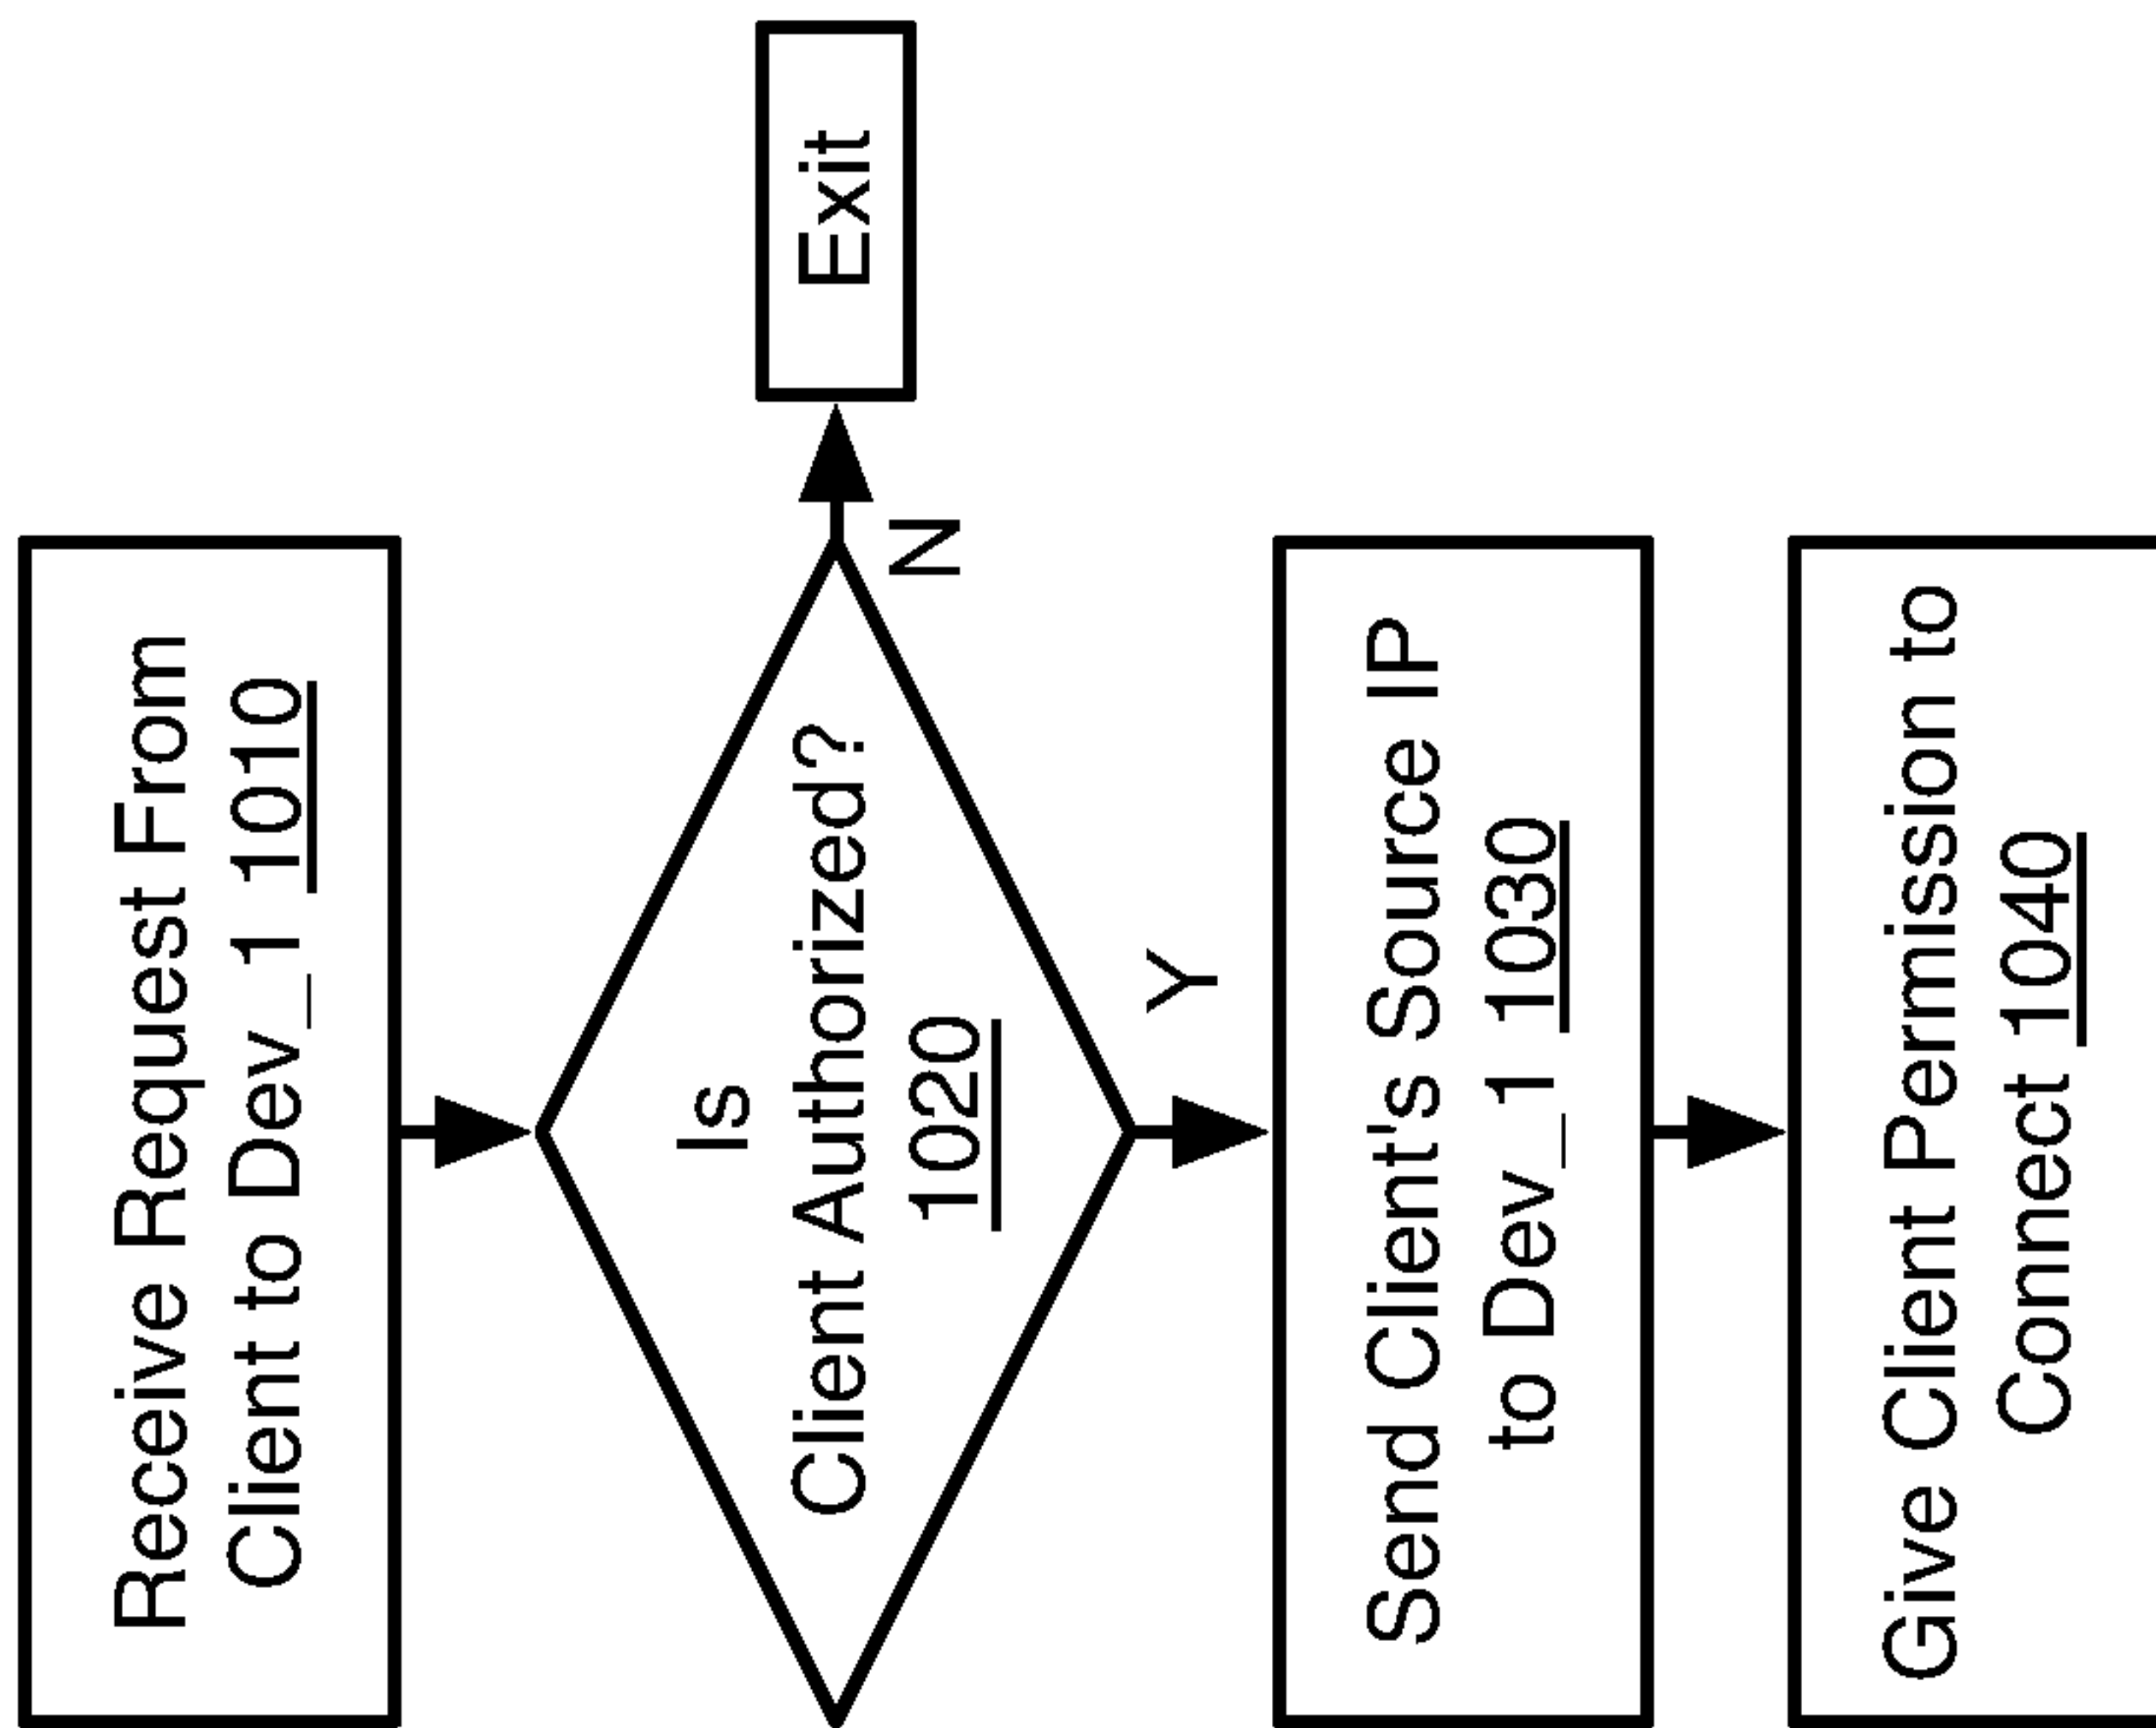 Receive Request From
Client to Dev_1 1010
Is
Client Authorized?
1020
N
Exit
Y
Send Client's Source IP
to Dev_1 1030
Give Client Permission to
Connect 1040